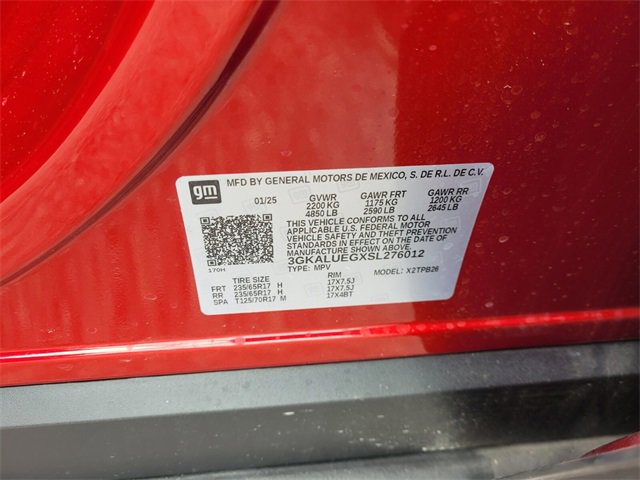 gm MFD BY GENERAL MOTORS DE MEXICO, S. DE R.L. DE C.V.
01/25 GVWR GAWR FRT GAWR RR
2200 KG 1175 KG 1200 KG
4850 LB 2590 LB 2645 LB
THIS VEHICLE CONFORMS TO ALL
APPLICABLE U.S. FEDERAL MOTOR
VEHICLE SAFETY AND THEFT PREVENTION
STANDARDS IN EFFECT ON THE DATE OF
MANUFACTURE SHOWN ABOVE.
3GKALUEGXSL276012
170H TYPE: MPV MODEL: X2TPB26
TIRE SIZE RIM
FRT 235/65R17 H 17X7.5J
RR 235/65R17 H 17X7.5J
SPA T125/70R17 M 17X4BT